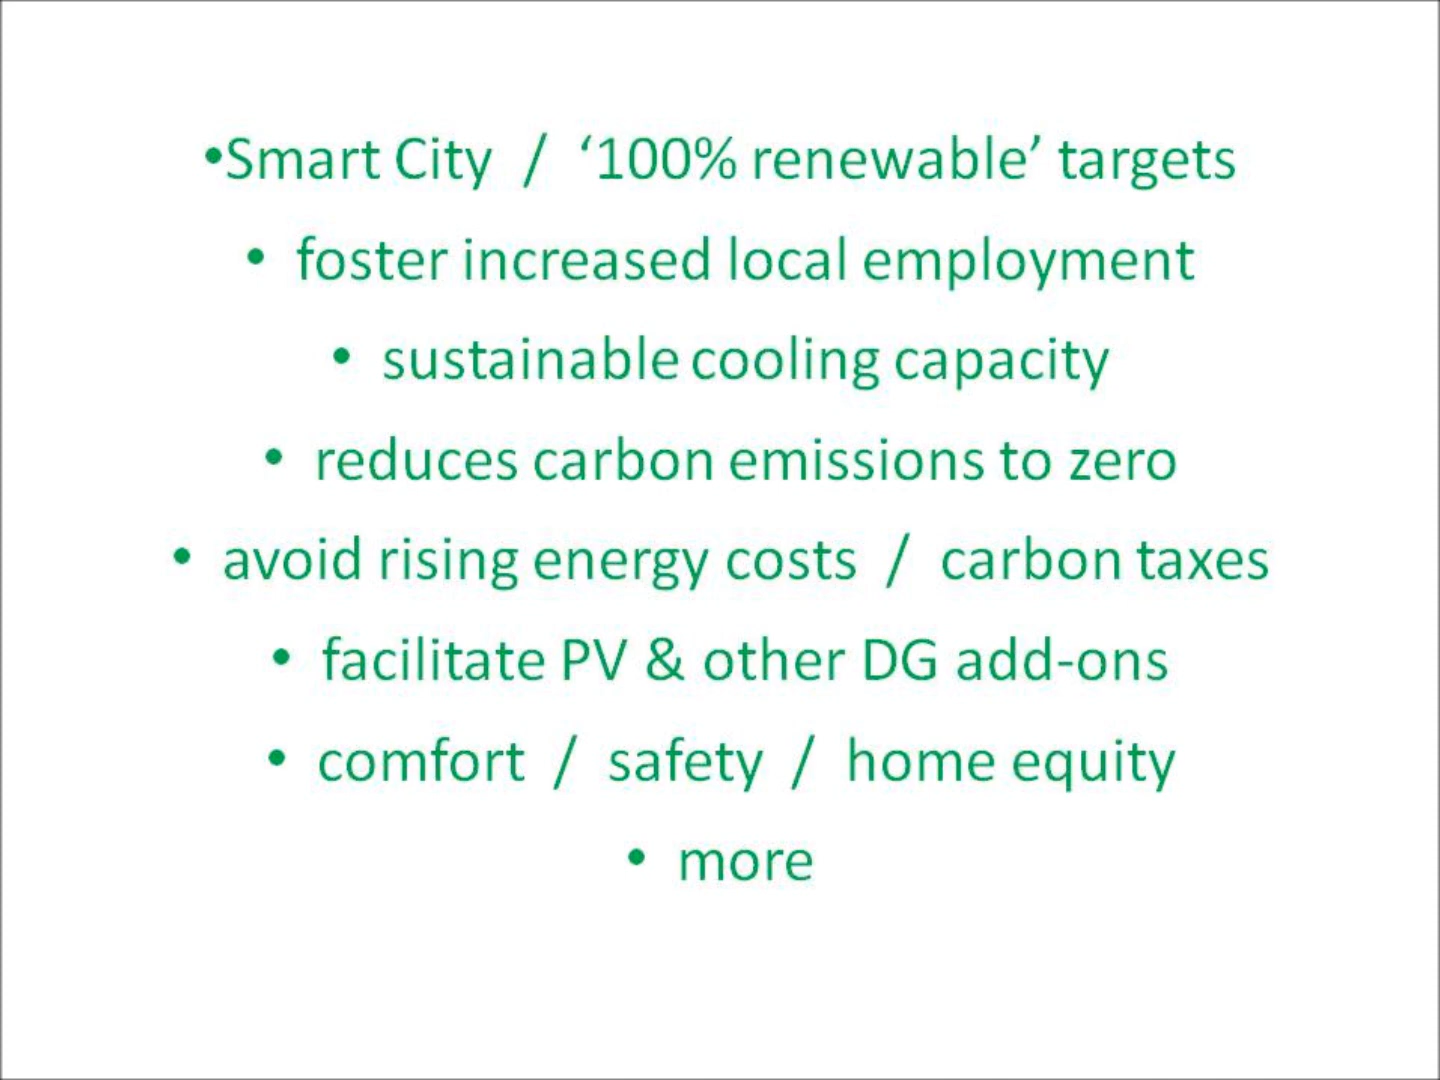 •Smart City / ‘100% renewable’ targets
• foster increased local employment
• sustainable cooling capacity
• reduces carbon emissions to zero
• avoid rising energy costs / carbon taxes
• facilitate PV & other DG add-ons
• comfort / safety / home equity
• more